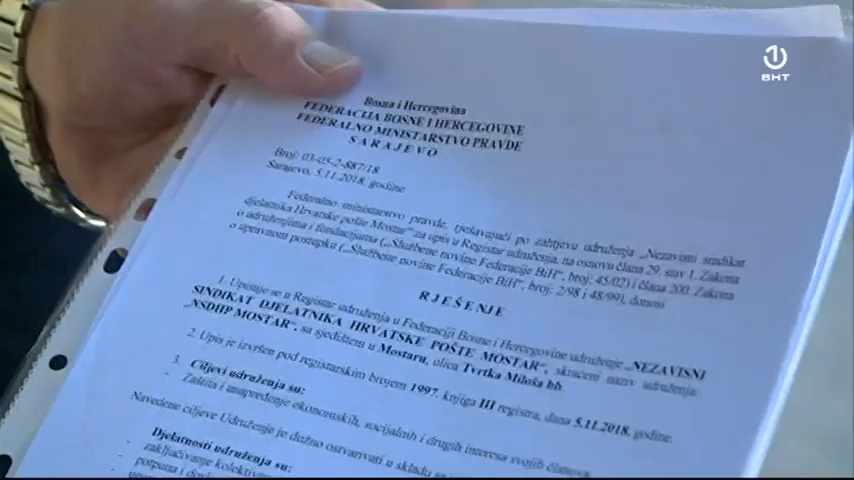 BHT
Bosna i Hercegovina
FEDERACIJA BOSNE I HERCEGOVINE
FEDERALNO MINISTARSTVO PRAVDE
S A R A J E V O
Broj: 03-05-2-887/18
Sarajevo, 5.11.2018. godine
Federalno ministarstvo pravde, rješavajući po zahtjevu udruženja „Nezavisni sindikat
djelatnika Hrvatske pošte Mostar" za upis u Registar udruženja, na osnovu člana 29. stav 1. Zakona
o udruženjima i fondacijama („Službene novine Federacije BiH", broj: 45/02) i člana 200. Zakona
o upravnom postupku („Službene novine Federacije BiH", broj: 2/98 i 48/99), donosi
R J E Š E N J E
1. Upisuje se u Registar udruženja u Federaciji Bosne i Hercegovine udruženje „NEZAVISNI
SINDIKAT DJELATNIKA HRVATSKE POŠTE MOSTAR", skraćeni naziv udruženja:
„NSDHP MOSTAR", sa sjedištem u Mostaru, ulica Tvrtka Miloša bb.
2. Upis je izvršen pod registarskim brojem 1997. knjiga III registra, dana 5.11.2018. godine.
3. Ciljevi udruženja su:
- Zaštita i unapređenje ekonomskih, socijalnih i drugih interesa svojih članova.
Navedene ciljeve Udruženje je dužno ostvarivati u skladu sa
Djelatnosti udruženja su:
- zaključivanje kolektivn